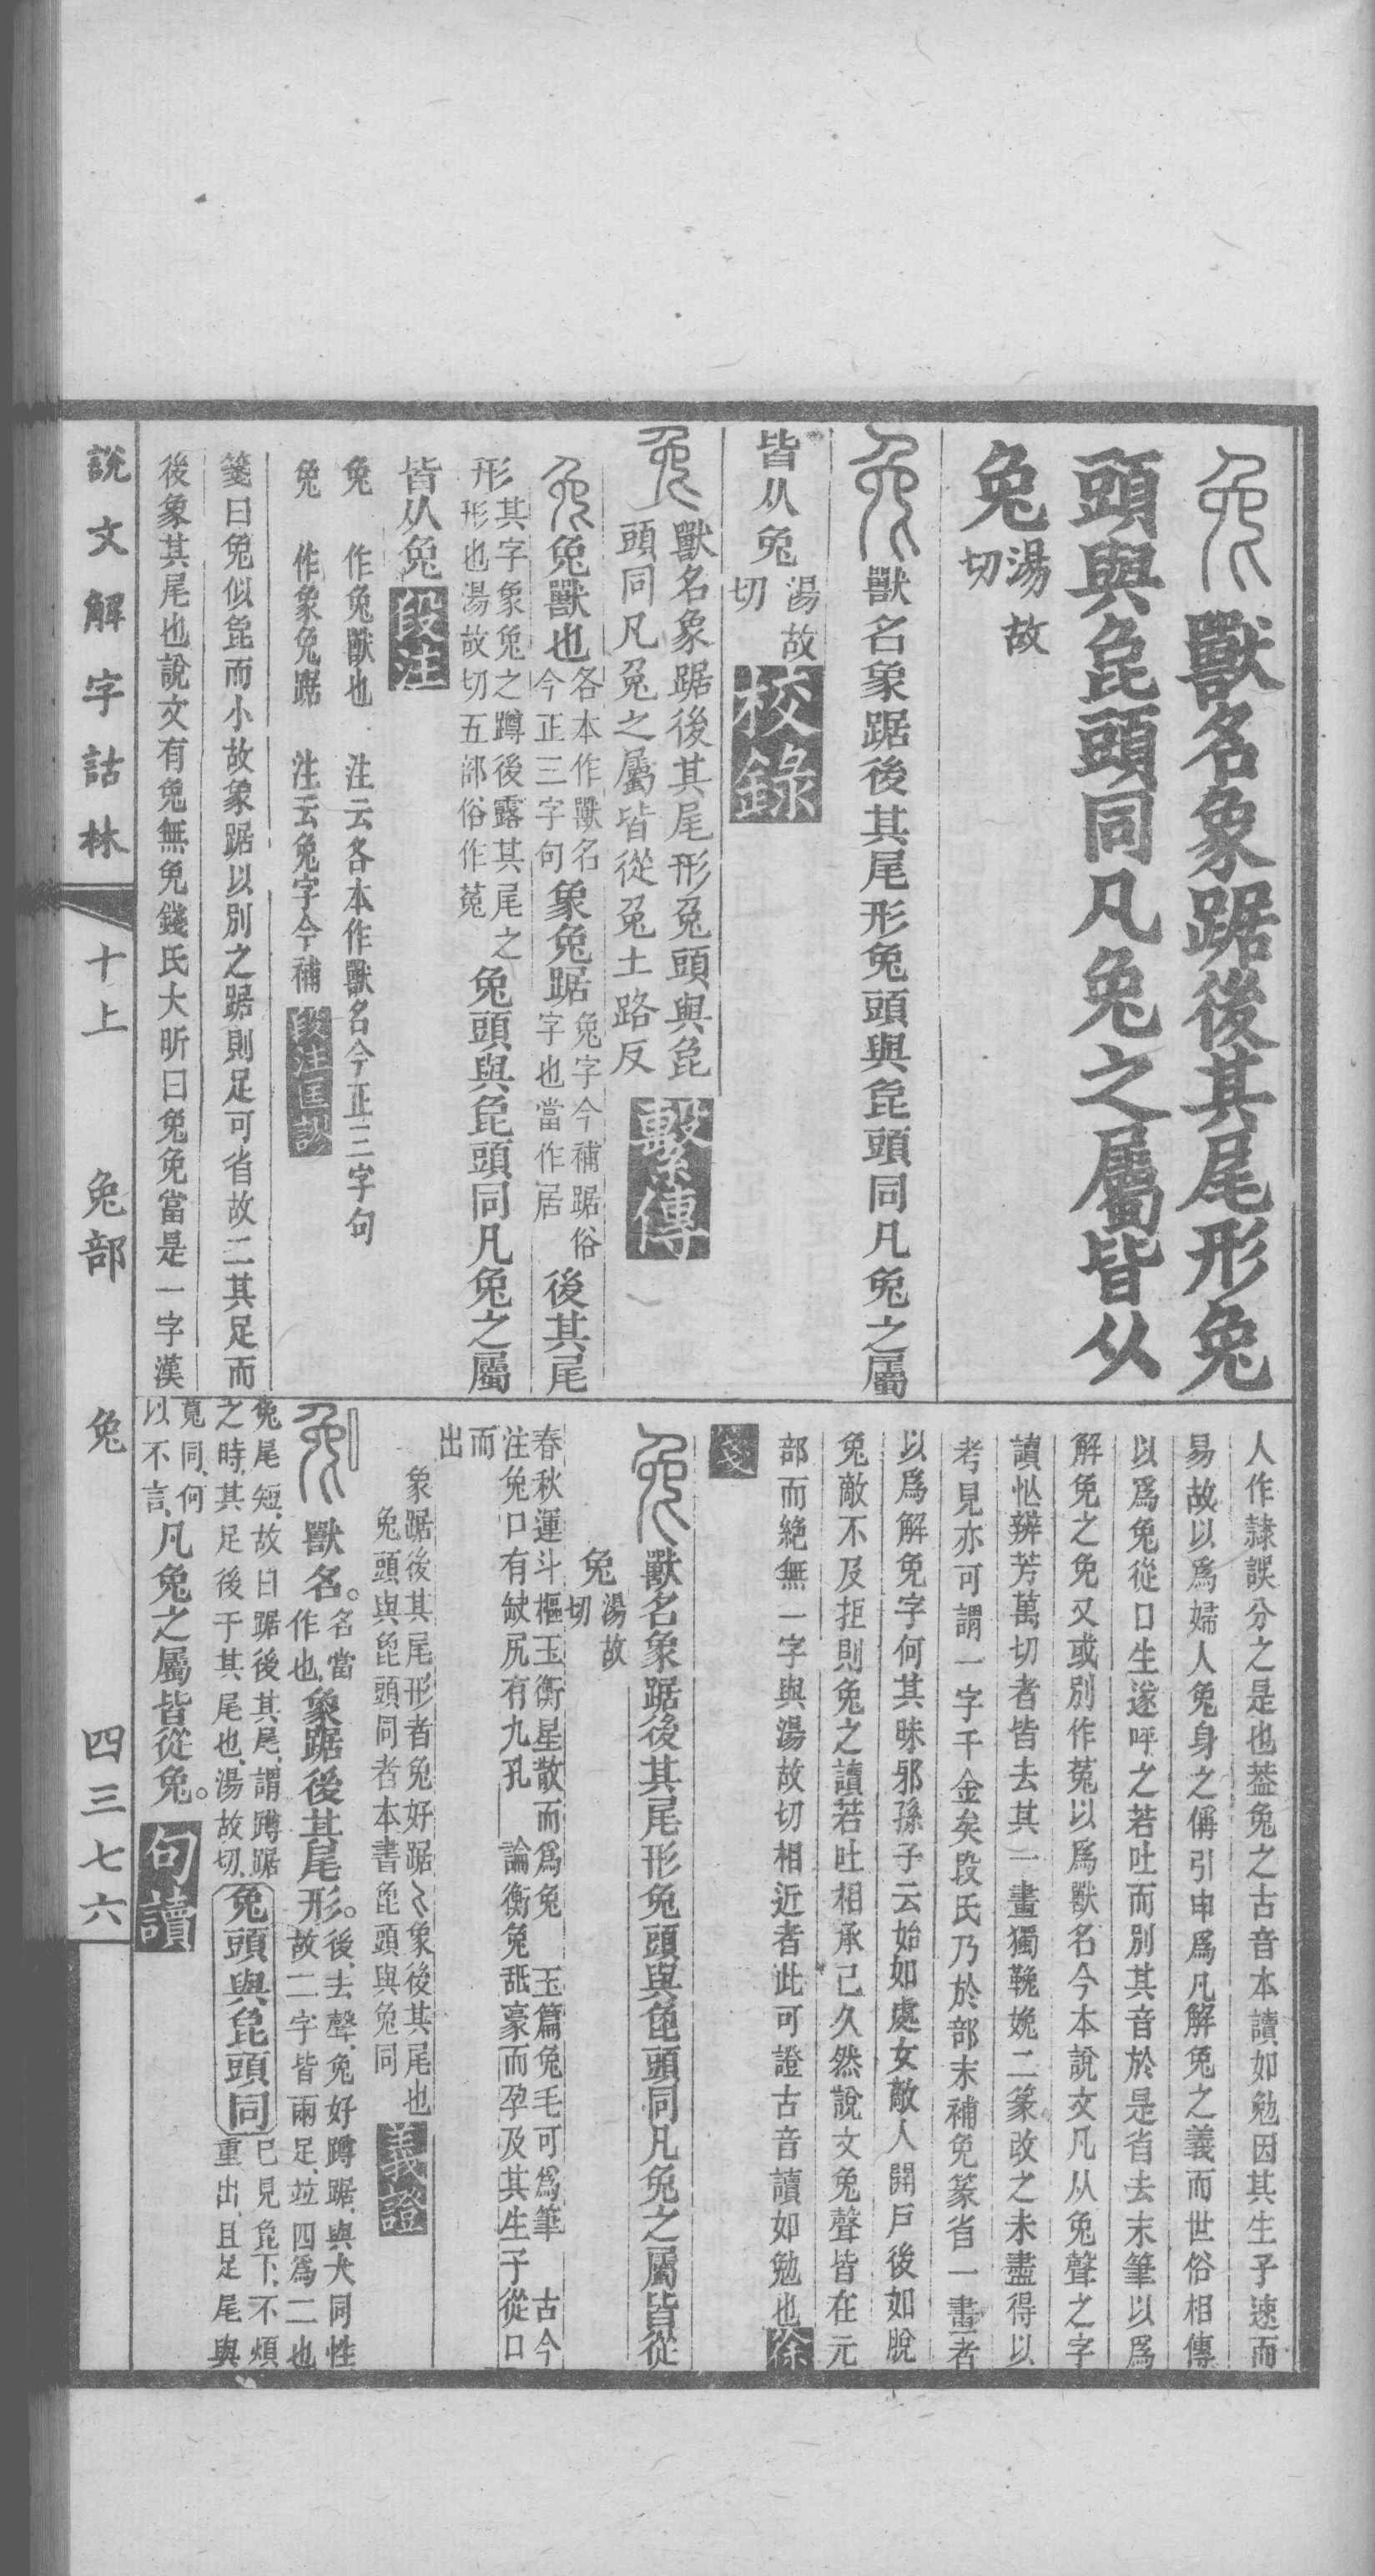 獸名象踞後其尾形兔
頭與㲋頭同凡兔之屬皆从
兔湯故切
獸名象踞後其尾形兔頭與㲋頭同凡兔之屬
皆从兔湯故切校錄
獸名象踞後其尾形兔頭與㲋
頭同凡兔之屬皆從兔土路反繫傳
兔獸也各本作獸名今正三字句象兔踞兔字今補踞俗字也當作居後其尾
形其字象兔之蹲後露其尾之形也湯故切五部俗作菟兔頭與㲋頭同凡兔之屬
皆从兔段注
兔 作兔獸也 注云各本作獸名今正三字句
兔 作象兔踞 注云兔字今補段注匡謬
箋曰兔似㲋而小故象踞以別之踞則足可省故二其足而
後象其尾也說文有兔無免錢氏大昕曰兔免當是一字漢
人作隸誤分之是也葢兔之古音本讀如勉因其生子速而
易故以爲婦人免身之偁引申爲凡解免之義而世俗相傳
以爲兔從口生遂呼之若吐而別其音於是省去末筆以爲
解免之免又或別作菟以爲獸名今本說文凡从兔聲之字
讀怭辨芳萬切者皆去其一畫獨鞔娩二篆改之未盡得以
考見亦可謂一字千金矣段氏乃於部末補免篆省一畫者
以爲解免字何其昧邪孫子云始如處女敵人開戶後如脫
兔敵不及拒則兔之讀若吐相承已久然說文兔聲皆在元
部而絶無一字與湯故切相近者此可證古音讀如勉也徐
箋
獸名象踞後其尾形兔頭與㲋頭同凡兔之屬皆從
兔湯故切
春秋運斗樞玉衡星散而爲兔 玉篇兔毛可爲筆 古今
注兔口有缺尻有九孔 論衡兔舐豪而孕及其生子從口
而
出
象踞後其尾形者兔好踞〻象後其尾也
兔頭與㲋頭同者本書㲋頭與兔同義證
獸名。名當作也象踞後其尾形。後、去聲、兔好蹲踞、與犬同性故二字皆兩足、竝四爲二也
兔尾短、故曰踞後其尾、謂蹲踞之時、其足後于其尾也、湯故切、兔頭與㲋頭同已見㲋下、不煩重出、且足尾與
莧同、何以不言、凡兔之屬皆從兔。句讀
說文解字詁林
十上
兔部
兔
四三七六